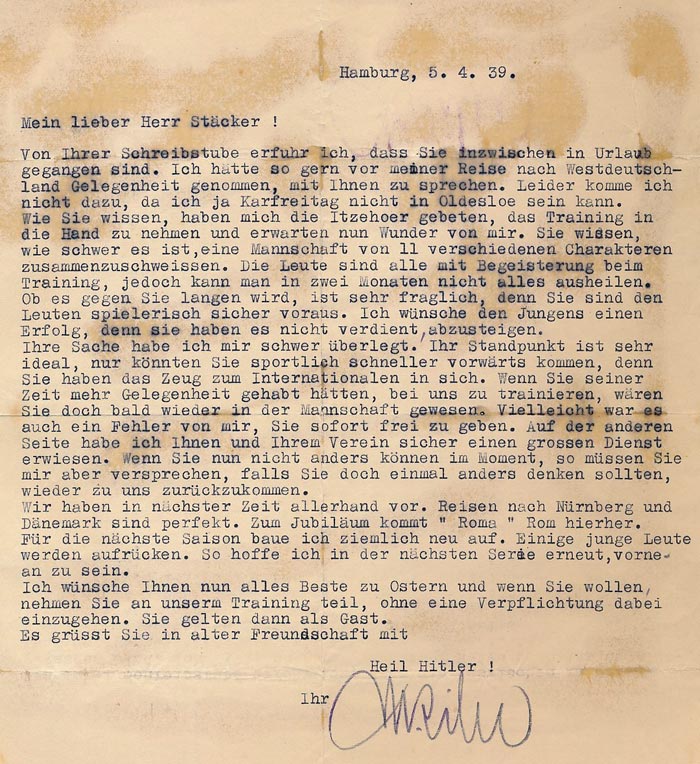 Hamburg, 5. 4. 39.
Mein lieber Herr Stäcker !
Von Ihrer Schreibstube erfuhr ich, dass Sie inzwischen in Urlaub
gegangen sind. Ich hätte so gern vor meiner Reise nach Westdeutsch-
land Gelegenheit genommen, mit Ihnen zu sprechen. Leider komme ich
nicht dazu, da ich ja Karfreitag nicht in Oldesloe sein kann.
Wie Sie wissen, haben mich die Itzehoer gebeten, das Training in
die Hand zu nehmen und erwarten nun Wunder von mir. Sie wissen,
wie schwer es ist,eine Mannschaft von 11 verschiedenen Charakteren
zusammenzuschweissen. Die Leute sind alle mit Begeisterung beim
Training, jedoch kann man in zwei Monaten nicht alles ausheilen.
Ob es gegen Sie langen wird, ist sehr fraglich, denn Sie sind den
Leuten spielerisch sicher voraus. Ich wünsche den Jungens einen
Erfolg, denn sie haben es nicht verdient, abzusteigen.
Ihre Sache habe ich mir schwer überlegt. Ihr Standpunkt ist sehr
ideal, nur könnten Sie sportlich schneller vorwärts kommen, denn
Sie haben das Zeug zum Internationalen in sich. Wenn Sie seiner
Zeit mehr Gelegenheit gehabt hätten, bei uns zu trainieren, wären
Sie doch bald wieder in der Mannschaft gewesen. Vielleicht war es
auch ein Fehler von mir, Sie sofort frei zu geben. Auf der anderen
Seite habe ich Ihnen und Ihrem Verein sicher einen grossen Dienst
erwiesen. Wenn Sie nun nicht anders können im Moment, so müssen Sie
mir aber versprechen, falls Sie doch einmal anders denken sollten,
wieder zu uns zurückzukommen.
Wir haben in nächster Zeit allerhand vor. Reisen nach Nürnberg und
Dänemark sind perfekt. Zum Jubiläum kommt " Roma " Rom hierher.
Für die nächste Saison baue ich ziemlich neu auf. Einige junge Leute
werden aufrücken. So hoffe ich in der nächsten Serie erneut,vorne-
an zu sein.
Ich wünsche Ihnen nun alles Beste zu Ostern und wenn Sie wollen,
nehmen Sie an unserm Training teil, ohne eine Verpflichtung dabei
einzugehen. Sie gelten dann als Gast.
Es grüsst Sie in alter Freundschaft mit
Heil Hitler !
Ihr